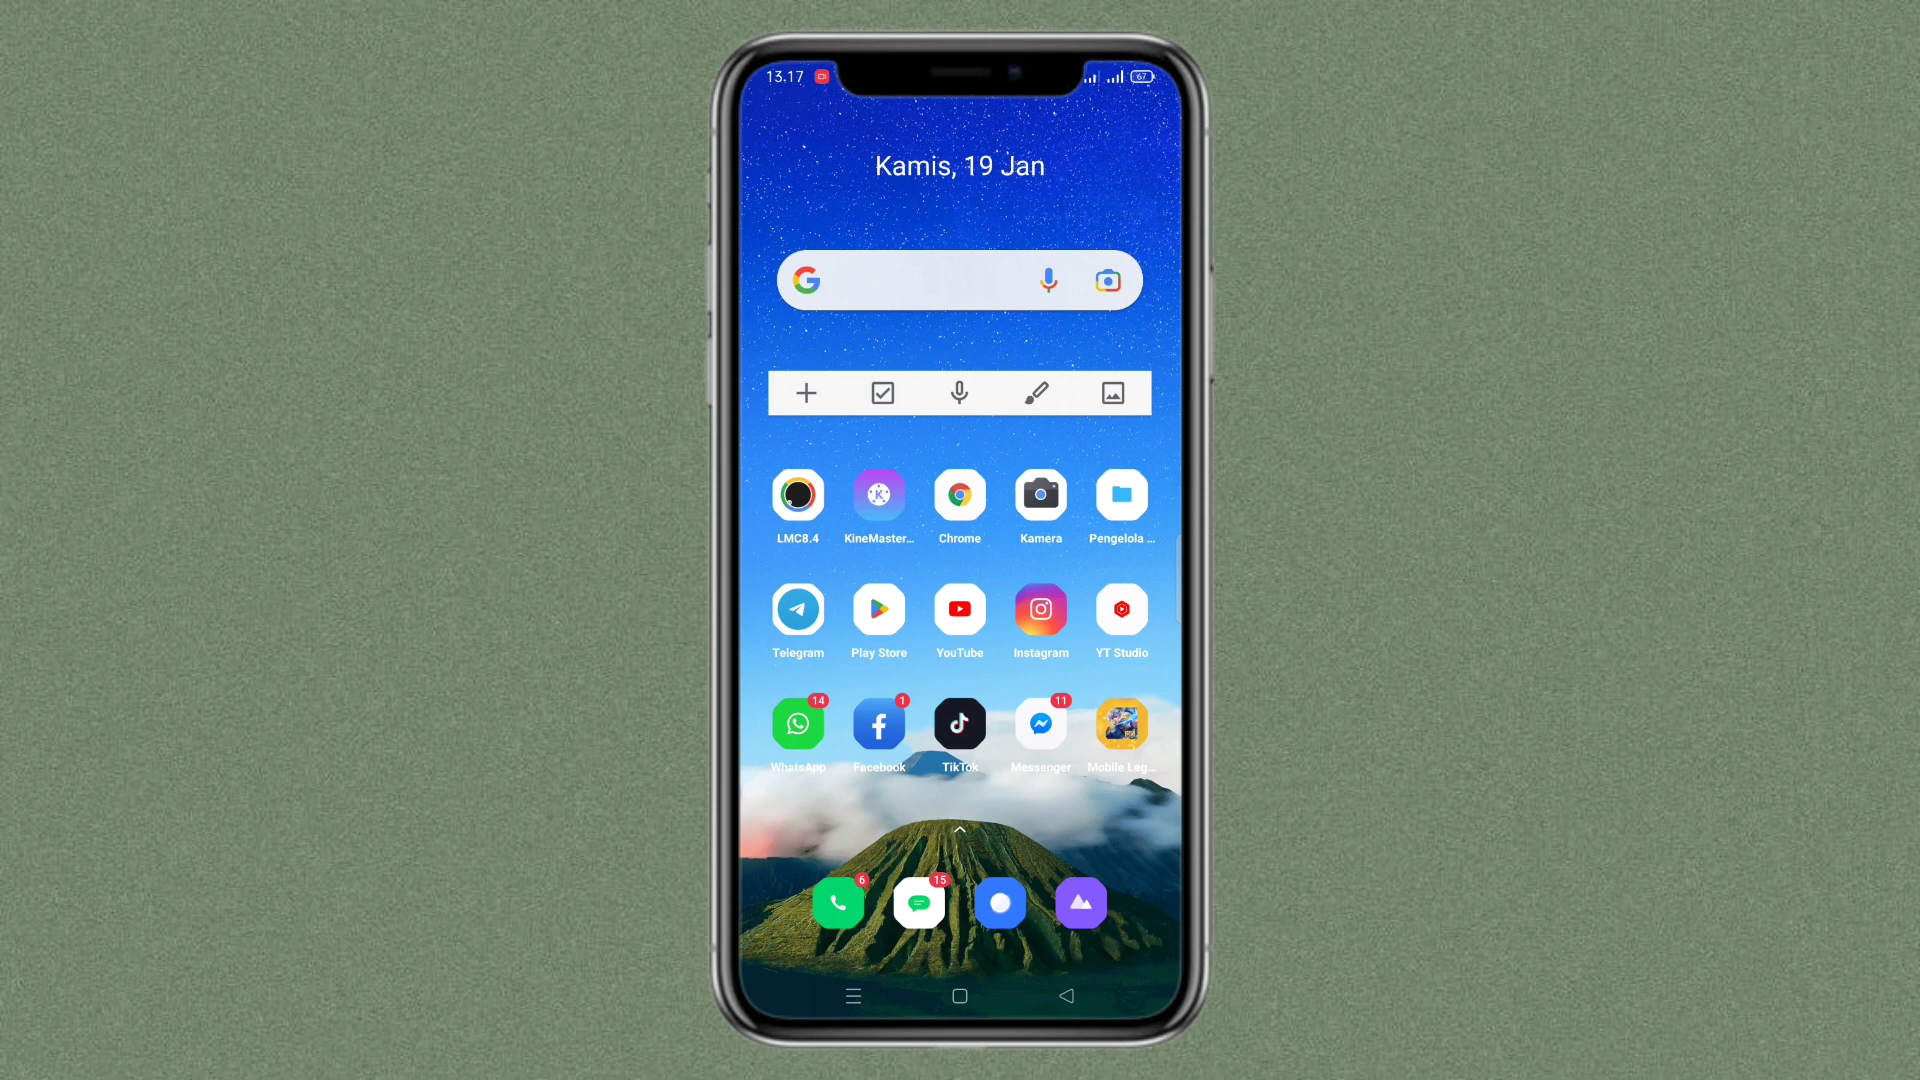 13.17
67
Kamis, 19 Jan
LMC8.4
KineMaster...
Chrome
Kamera
Pengelola ...
Telegram
Play Store
YouTube
Instagram
YT Studio
14
1
11
WhatsApp
Facebook
TikTok
Messenger
Mobile Leg...
6
15